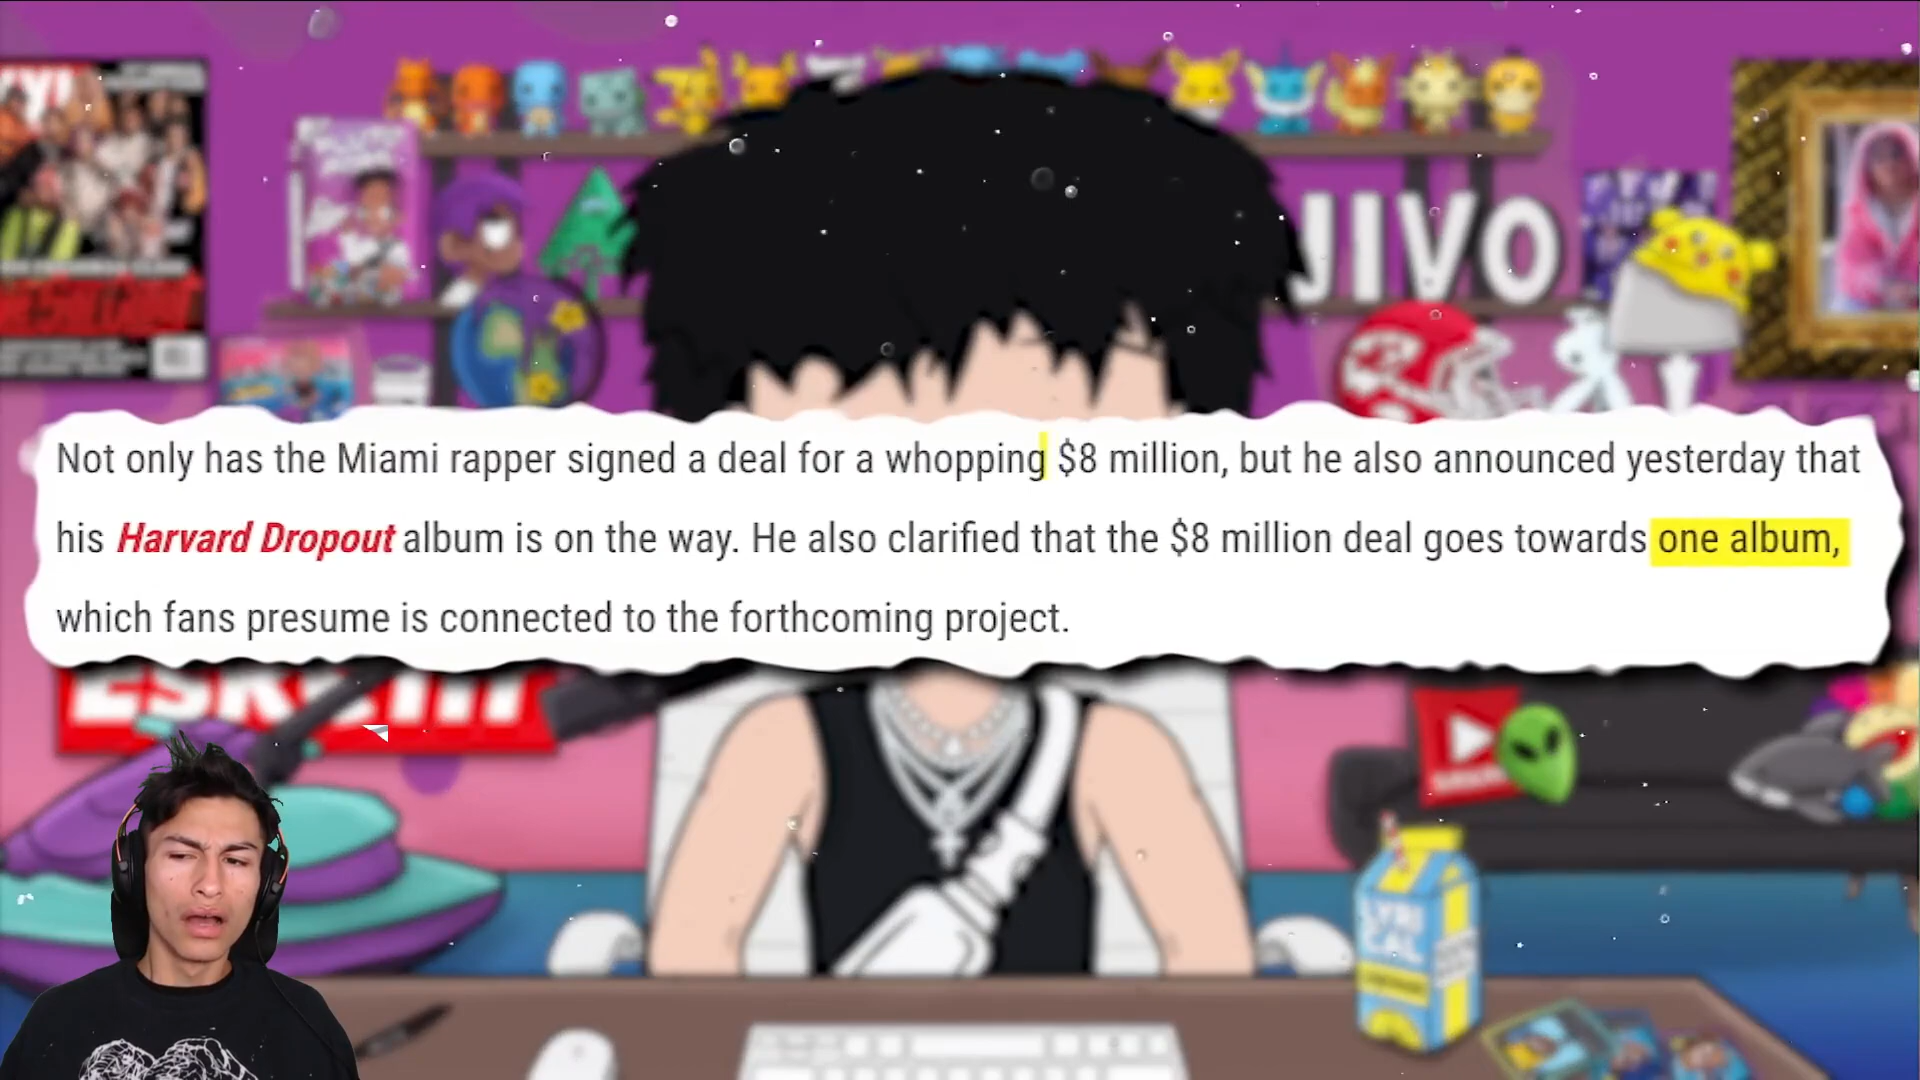 JIVO
Not only has the Miami rapper signed a deal for a whopping $8 million, but he also announced yesterday that
his Harvard Dropout album is on the way. He also clarified that the $8 million deal goes towards one album,
which fans presume is connected to the forthcoming project.
LYRI
CAL